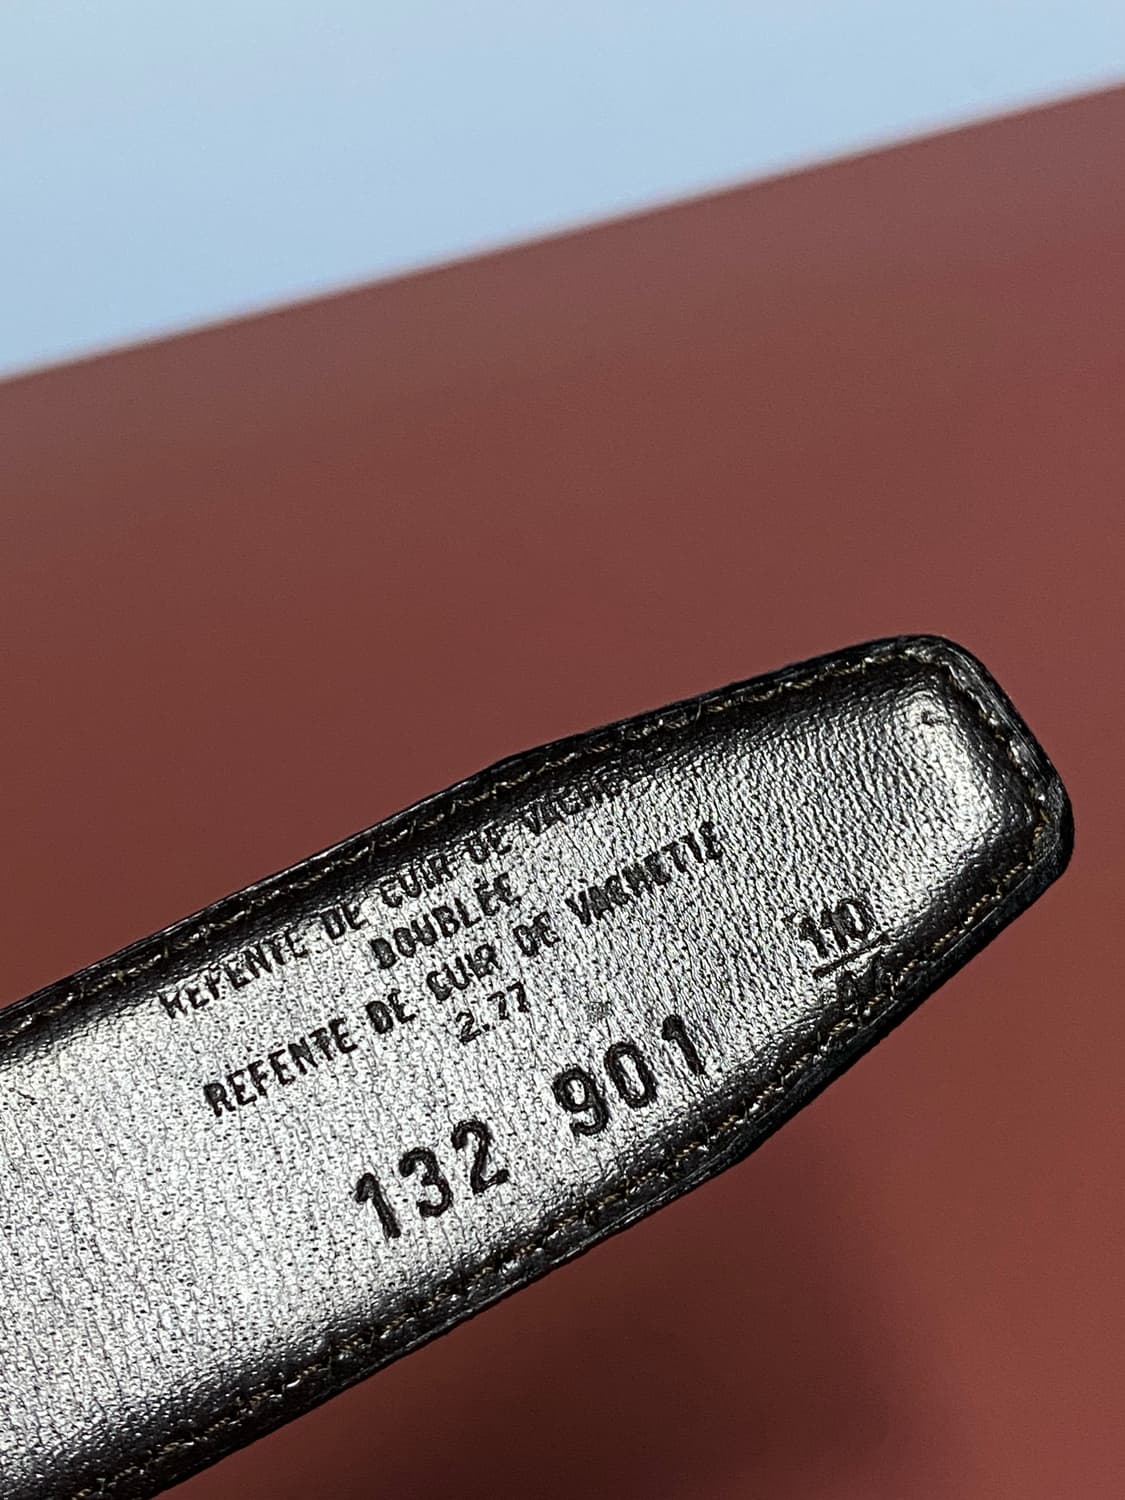 REFENTE DE CUIR DE VACHE
DOUBLÉE
REFENTE DE CUIR DE VACHETTE
2.77
132 901
110